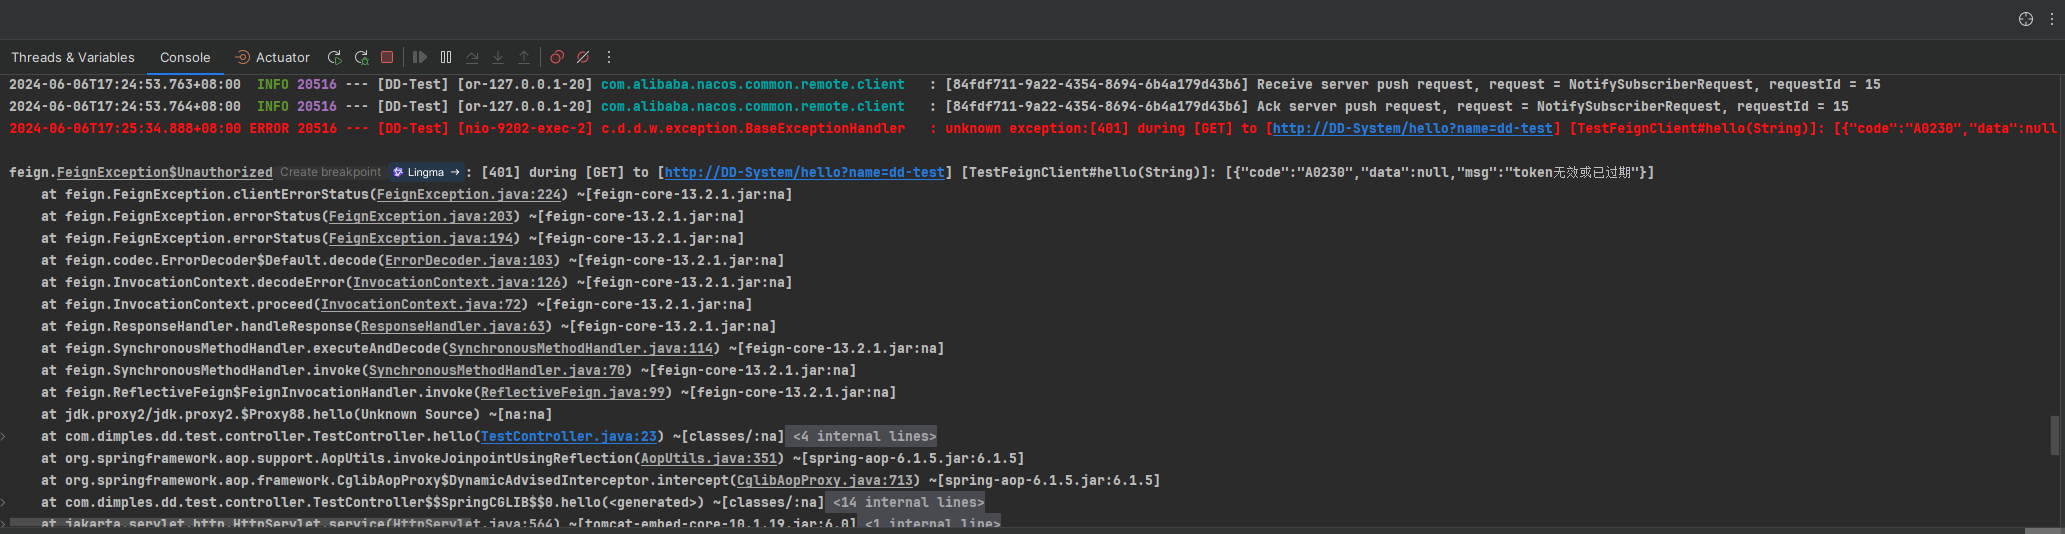 Threads & Variables Console Actuator
2024-06-06T17:24:53.763+08:00  INFO 20516 --- [DD-Test] [or-127.0.0.1-20] com.alibaba.nacos.common.remote.client   : [84fdf711-9a22-4354-8694-6b4a179d43b6] Receive server push request, request = NotifySubscriberRequest, requestId = 15
2024-06-06T17:24:53.764+08:00  INFO 20516 --- [DD-Test] [or-127.0.0.1-20] com.alibaba.nacos.common.remote.client   : [84fdf711-9a22-4354-8694-6b4a179d43b6] Ack server push request, request = NotifySubscriberRequest, requestId = 15
2024-06-06T17:25:34.888+08:00 ERROR 20516 --- [DD-Test] [nio-9202-exec-2] c.d.d.w.exception.BaseExceptionHandler   : unknown exception:[401] during [GET] to [http://DD-System/hello?name=dd-test] [TestFeignClient#hello(String)]: [{"code":"A0230","data":null
feign.FeignException$Unauthorized Create breakpoint Lingma → : [401] during [GET] to [http://DD-System/hello?name=dd-test] [TestFeignClient#hello(String)]: [{"code":"A0230","data":null,"msg":"token无效或已过期"}]
at feign.FeignException.clientErrorStatus(FeignException.java:224) ~[feign-core-13.2.1.jar:na]
at feign.FeignException.errorStatus(FeignException.java:203) ~[feign-core-13.2.1.jar:na]
at feign.FeignException.errorStatus(FeignException.java:194) ~[feign-core-13.2.1.jar:na]
at feign.codec.ErrorDecoder$Default.decode(ErrorDecoder.java:103) ~[feign-core-13.2.1.jar:na]
at feign.InvocationContext.decodeError(InvocationContext.java:126) ~[feign-core-13.2.1.jar:na]
at feign.InvocationContext.proceed(InvocationContext.java:72) ~[feign-core-13.2.1.jar:na]
at feign.ResponseHandler.handleResponse(ResponseHandler.java:63) ~[feign-core-13.2.1.jar:na]
at feign.SynchronousMethodHandler.executeAndDecode(SynchronousMethodHandler.java:114) ~[feign-core-13.2.1.jar:na]
at feign.SynchronousMethodHandler.invoke(SynchronousMethodHandler.java:70) ~[feign-core-13.2.1.jar:na]
at feign.ReflectiveFeign$FeignInvocationHandler.invoke(ReflectiveFeign.java:99) ~[feign-core-13.2.1.jar:na]
at jdk.proxy2/jdk.proxy2.$Proxy88.hello(Unknown Source) ~[na:na]
at com.dimples.dd.test.controller.TestController.hello(TestController.java:23) ~[classes/:na] <4 internal lines>
at org.springframework.aop.support.AopUtils.invokeJoinpointUsingReflection(AopUtils.java:351) ~[spring-aop-6.1.5.jar:6.1.5]
at org.springframework.aop.framework.CglibAopProxy$DynamicAdvisedInterceptor.intercept(CglibAopProxy.java:713) ~[spring-aop-6.1.5.jar:6.1.5]
at com.dimples.dd.test.controller.TestController$$SpringCGLIB$$0.hello(<generated>) ~[classes/:na] <14 internal lines>
at jakarta.servlet.http.HttpServlet.service(HttpServlet.java:564) ~[tomcat-embed-core-10.1.19.jar:6.0] <1 internal line>